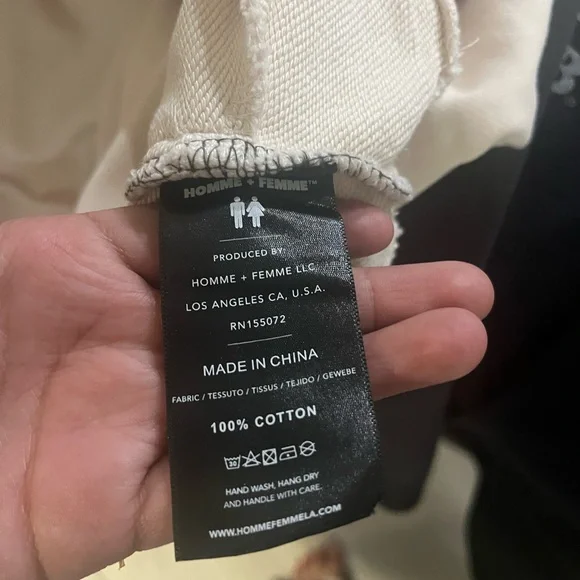 HOMME + FEMME™
PRODUCED BY:
HOMME + FEMME LLC.
LOS ANGELES CA, U.S.A.
RN155072
MADE IN CHINA
FABRIC / TESSUTO / TISSUS / TEJIDO / GEWEBE
100% COTTON
30
HAND WASH, HANG DRY
AND HANDLE WITH CARE.
WWW.HOMMEFEMMELA.COM